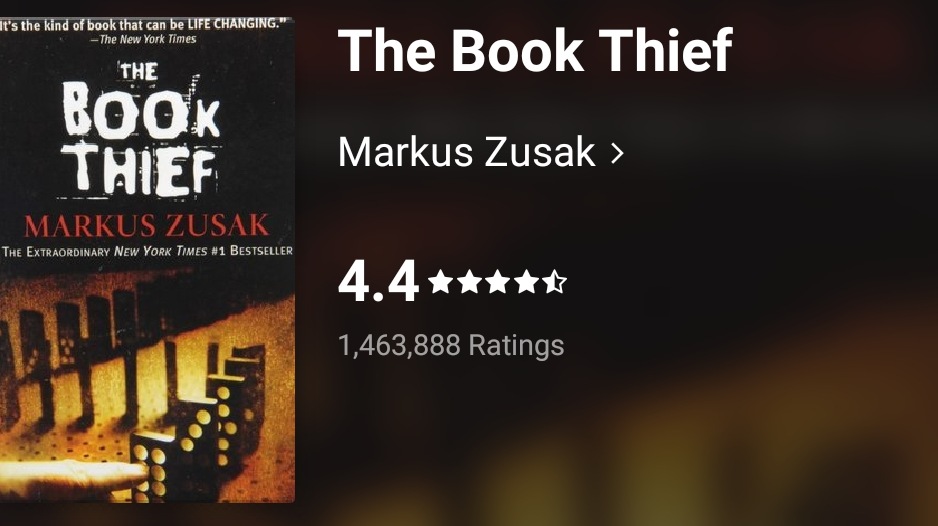 It's the kind of book that can be LIFE CHANGING."
—The New York Times
THE
BOOK
THIEF
MARKUS ZUSAK
THE EXTRAORDINARY NEW YORK TIMES #1 BESTSELLER
The Book Thief
Markus Zusak >
4.4 ★★★★⯪
1,463,888 Ratings